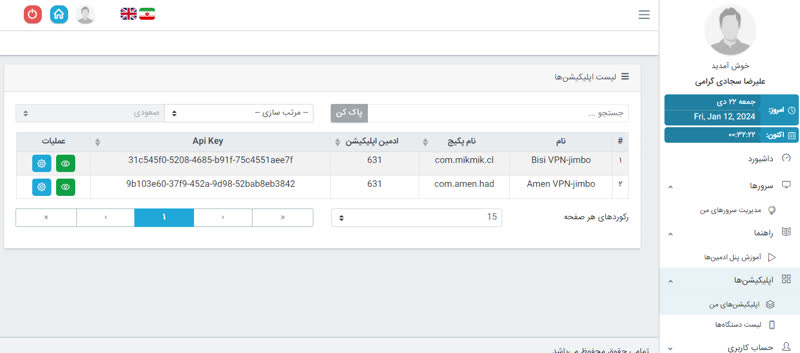 خوش آمدید
علیرضا سجادی گرامی
امروز:
جمعه ۲۲ دی
Fri, Jan 12, 2024
اکنون:
۰۰:۳۲:۲۲
داشبورد
سرورها
مدیریت سرورهای من
راهنما
آموزش پنل ادمین‌ها
اپلیکیشن‌ها
اپلیکیشن‌های من
لیست دستگاه‌ها
حساب کاربری
لیست اپلیکیشن‌ها
جستجو ... پاک کن -- مرتب سازی -- صعودی
# نام نام پکیج ادمین اپلیکیشن Api Key عملیات
۱ Bisi VPN-jimbo com.mikmik.cl 631 31c545f0-5208-4685-b91f-75c4551aee7f
۲ Amen VPN-jimbo com.amen.had 631 9b103e60-37f9-452a-9d98-52bab8eb3842
رکوردهای هر صفحه 15 « ‹ ۱ › »
تمامی حقوق محفوظ می‌باشد.